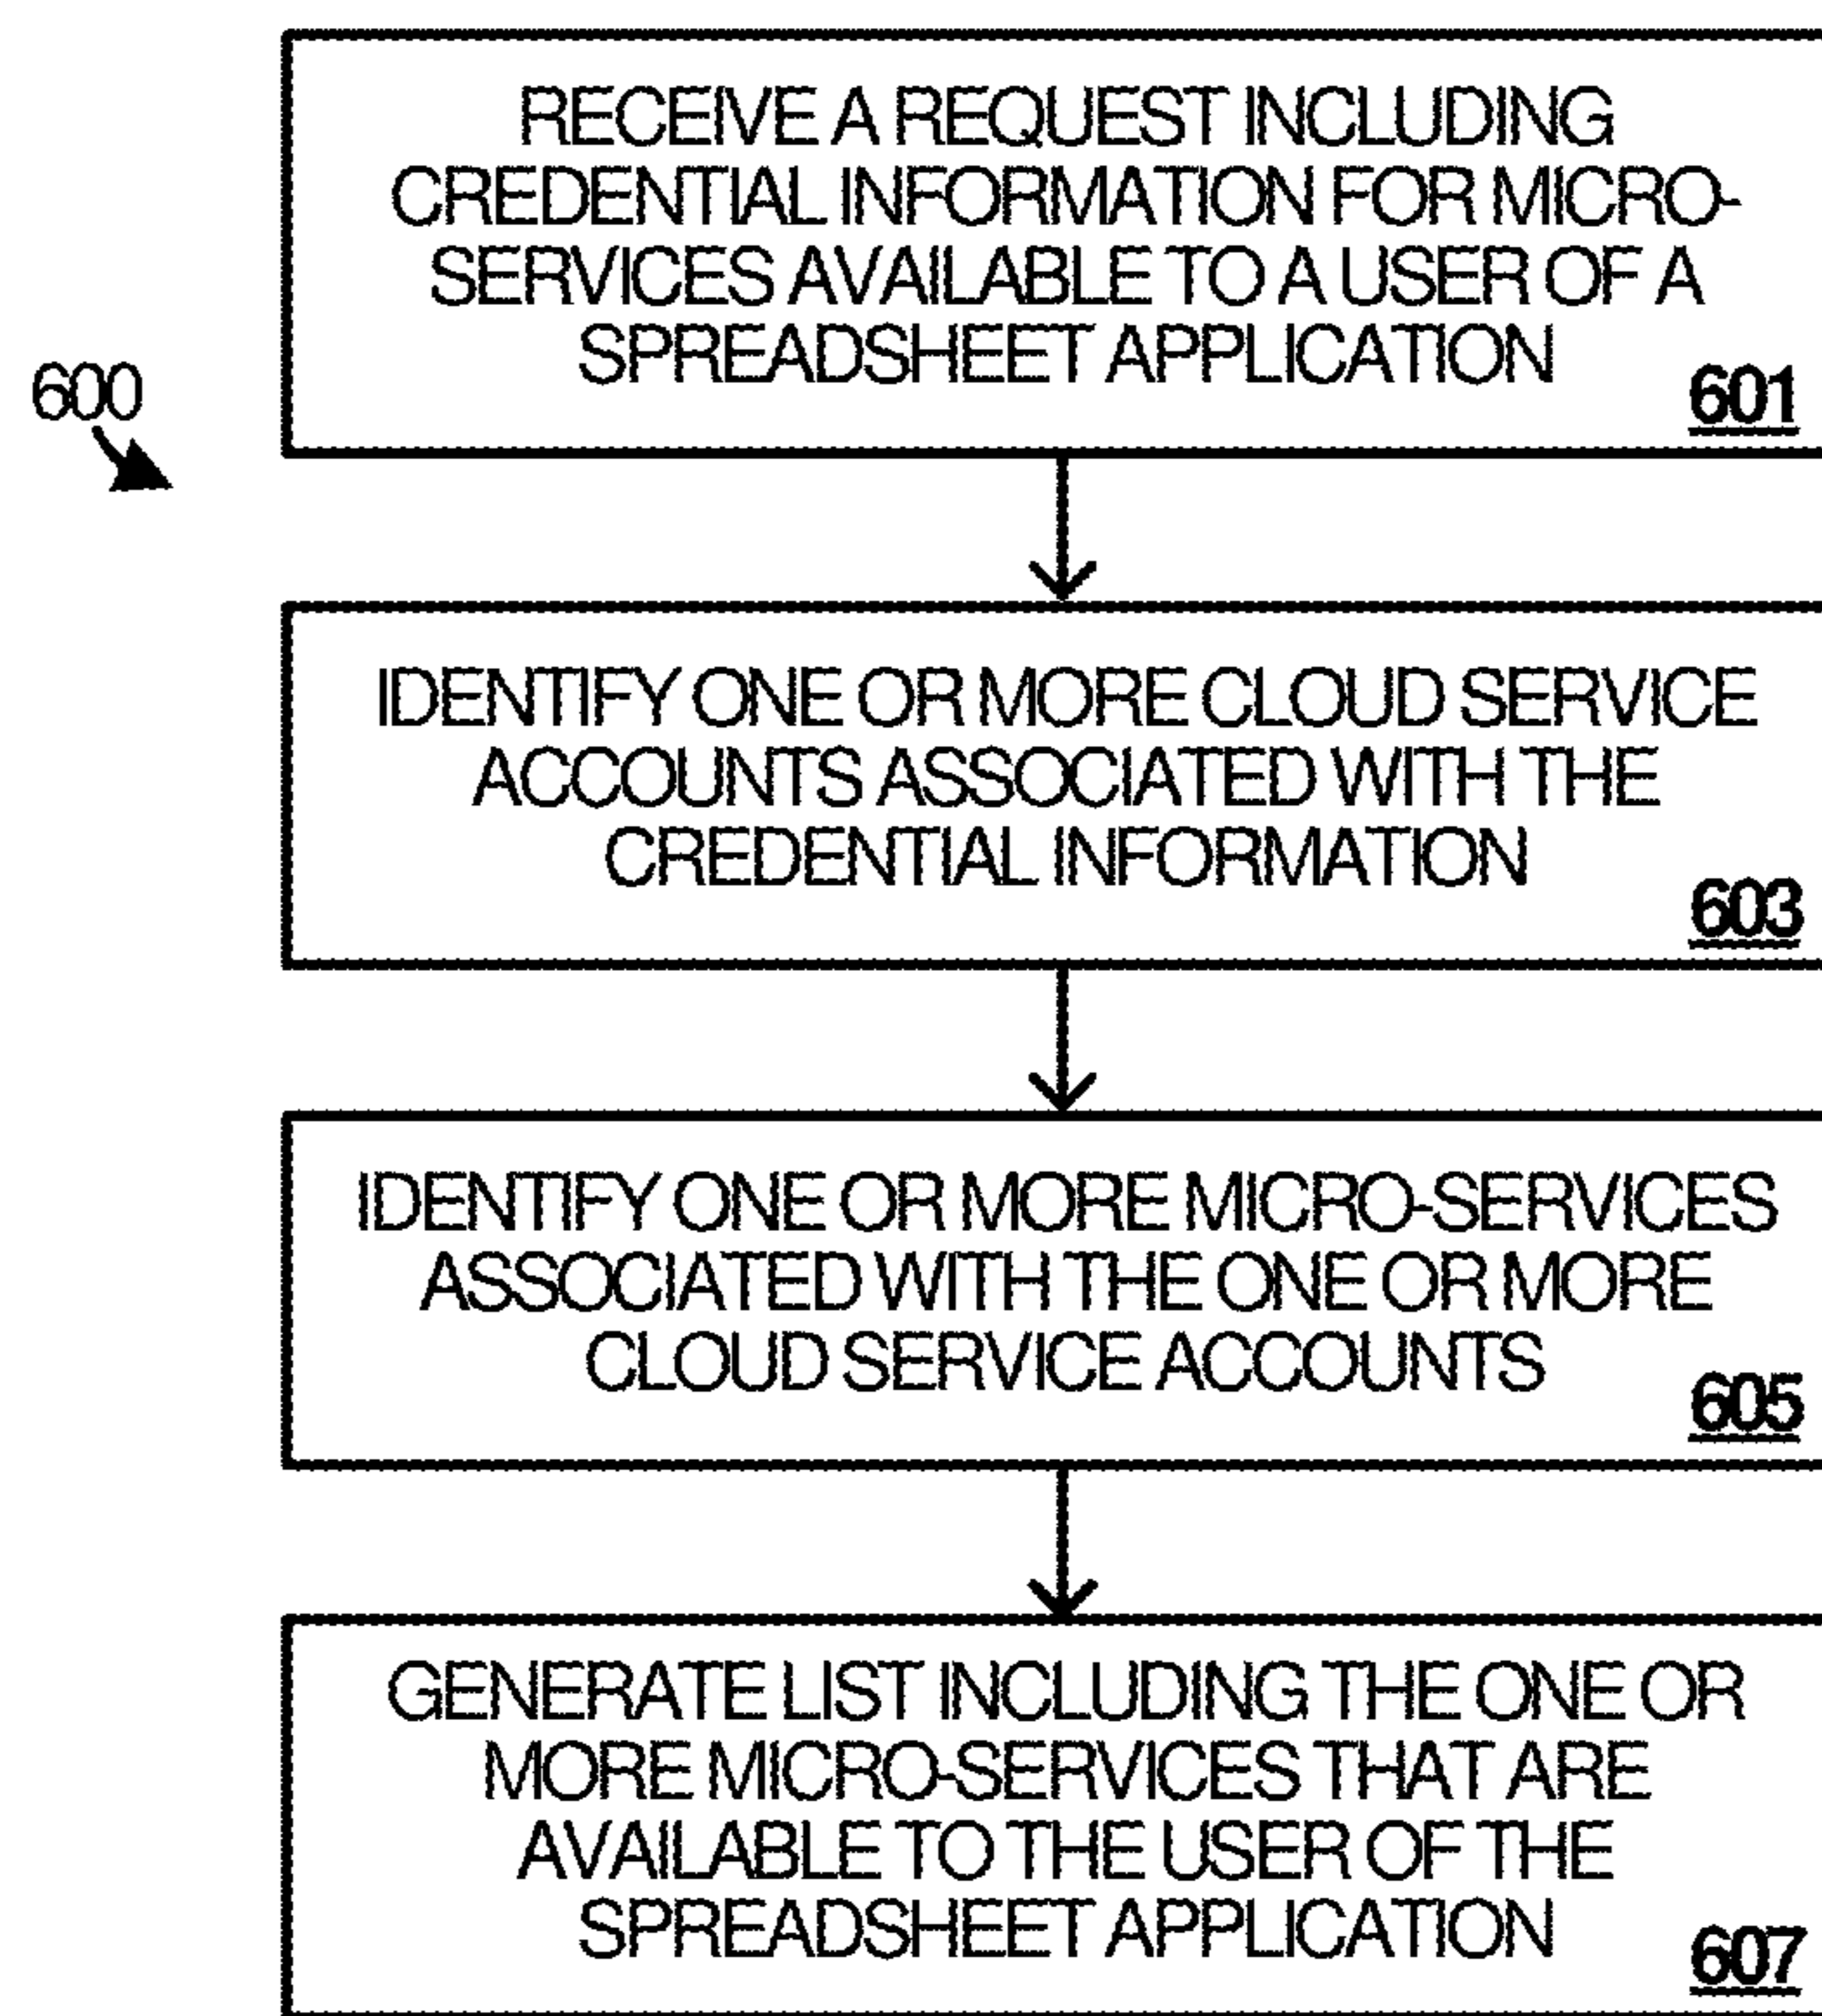 RECEIVE A REQUEST INCLUDING
CREDENTIAL INFORMATION FOR MICRO-
SERVICES AVAILABLE TO A USER OF A
SPREADSHEET APPLICATION
601
600
IDENTIFY ONE OR MORE CLOUD SERVICE
ACCOUNTS ASSOCIATED WITH THE
CREDENTIAL INFORMATION
603
IDENTIFY ONE OR MORE MICRO-SERVICES
ASSOCIATED WITH THE ONE OR MORE
CLOUD SERVICE ACCOUNTS
605
GENERATE LIST INCLUDING THE ONE OR
MORE MICRO-SERVICES THAT ARE
AVAILABLE TO THE USER OF THE
SPREADSHEET APPLICATION
607